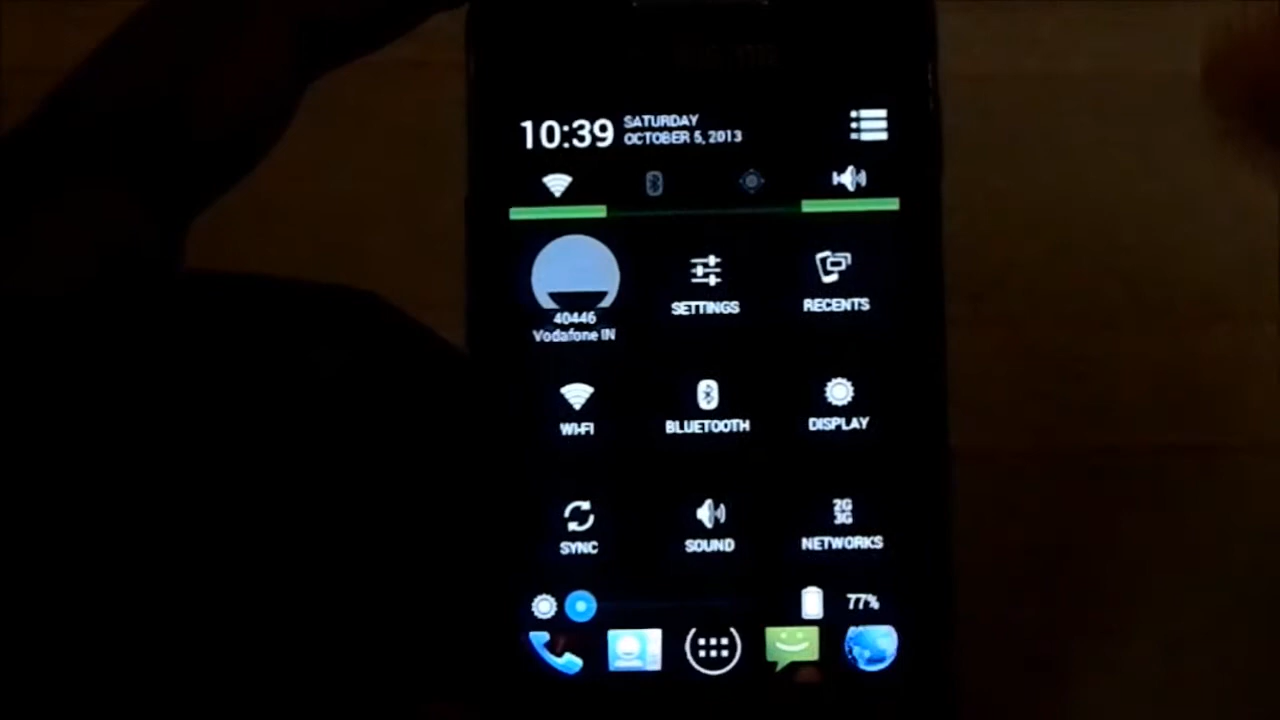 10:39
SATURDAY
OCTOBER 5, 2013
40446
Vodafone IN
SETTINGS
RECENTS
WI-FI
BLUETOOTH
DISPLAY
SYNC
SOUND
2G
3G
NETWORKS
77%